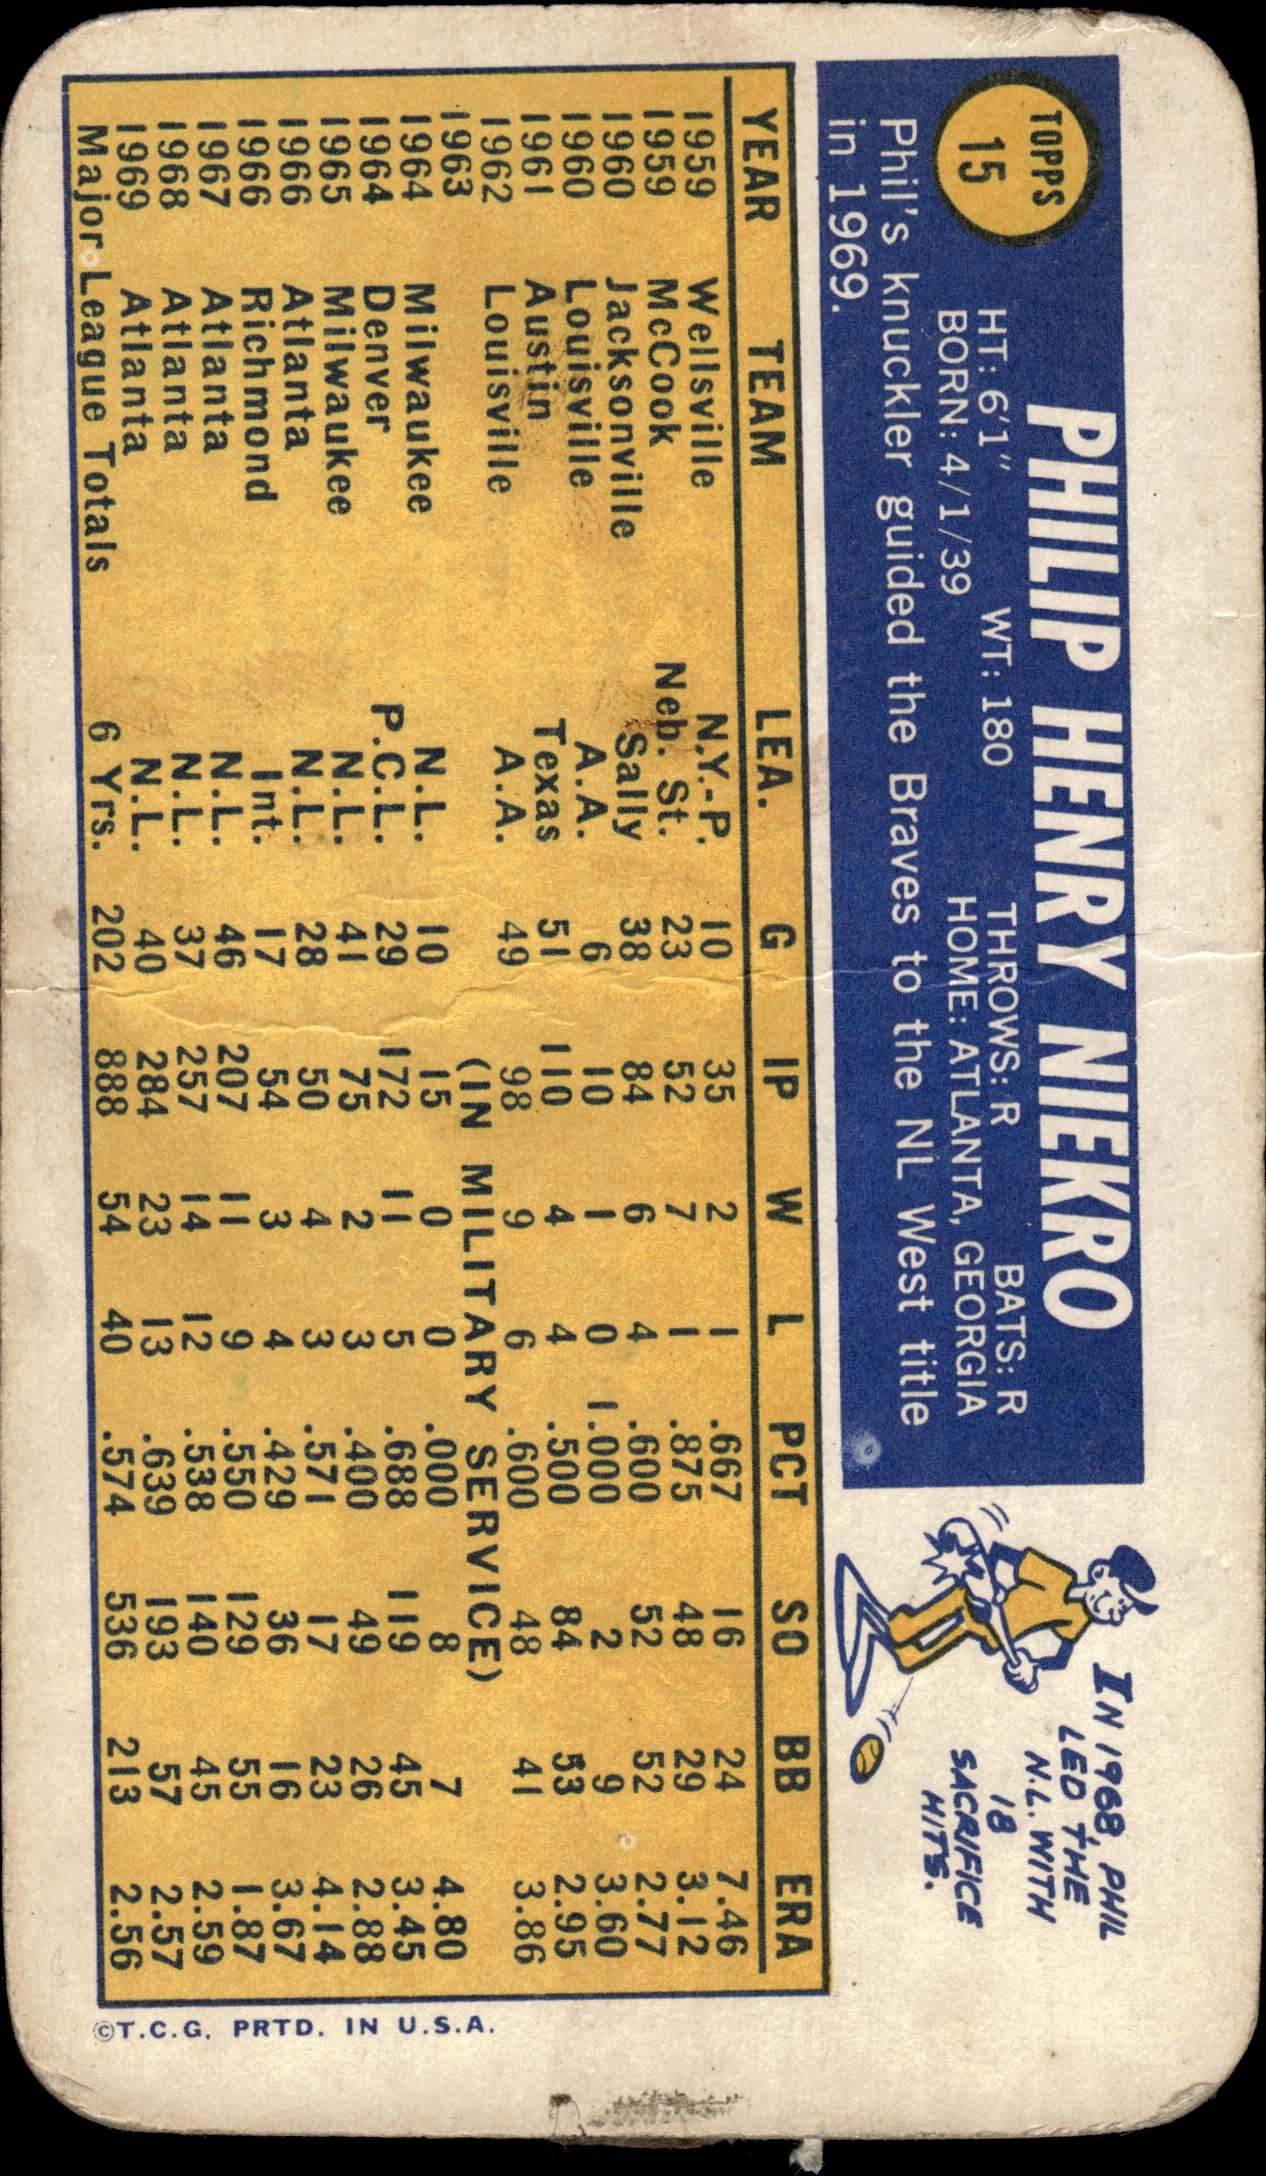 TOPPS
15
PHILIP HENRY NIEKRO
HT: 6'1" WT: 180 THROWS: R BATS: R
BORN: 4/1/39 HOME: ATLANTA, GEORGIA
Phil's knuckler guided the Braves to the NL West title
in 1969.
IN 1968, PHIL
LED THE
N.L. WITH
18
SACRIFICE
HITS.
YEAR TEAM LEA. G IP W L PCT SO BB ERA
1959 Wellsville N.Y.-P. 10 35 2 1 .667 16 24 7.46
1959 McCook Neb. St. 23 52 7 1 .875 48 29 3.12
1960 Jacksonville Sally 38 84 6 4 .600 52 52 2.77
1960 Louisville A.A. 6 10 1 0 1.000 2 9 3.60
1961 Austin Texas 51 110 4 4 .500 84 53 2.95
1962 Louisville A.A. 49 98 9 6 .600 48 41 3.86
1963 (IN MILITARY SERVICE)
1964 Milwaukee N.L. 10 15 0 0 .000 8 7 4.80
1964 Denver P.C.L. 29 172 11 5 .688 119 45 3.45
1965 Milwaukee N.L. 41 75 2 3 .400 49 26 2.88
1966 Atlanta N.L. 28 50 4 3 .571 17 23 4.14
1966 Richmond Int. 17 54 3 4 .429 36 16 3.67
1967 Atlanta N.L. 46 207 11 9 .550 129 55 1.87
1968 Atlanta N.L. 37 257 14 12 .538 140 45 2.59
1969 Atlanta N.L. 40 284 23 13 .639 193 57 2.57
Major League Totals 6 Yrs. 202 888 54 40 .574 536 213 2.56
©T.C.G. PRTD. IN U.S.A.